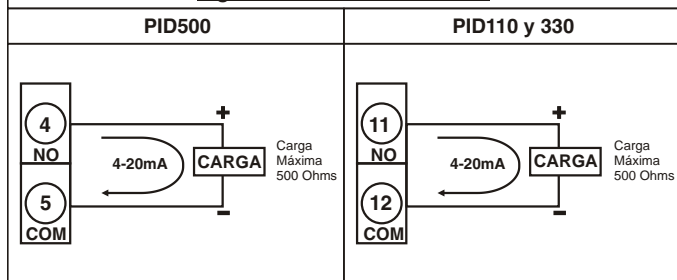 PID500
PID110 y 330
4
NO
5
COM
4-20mA
+
CARGA
–
Carga
Máxima
500 Ohms
11
NO
12
COM
4-20mA
+
CARGA
–
Carga
Máxima
500 Ohms